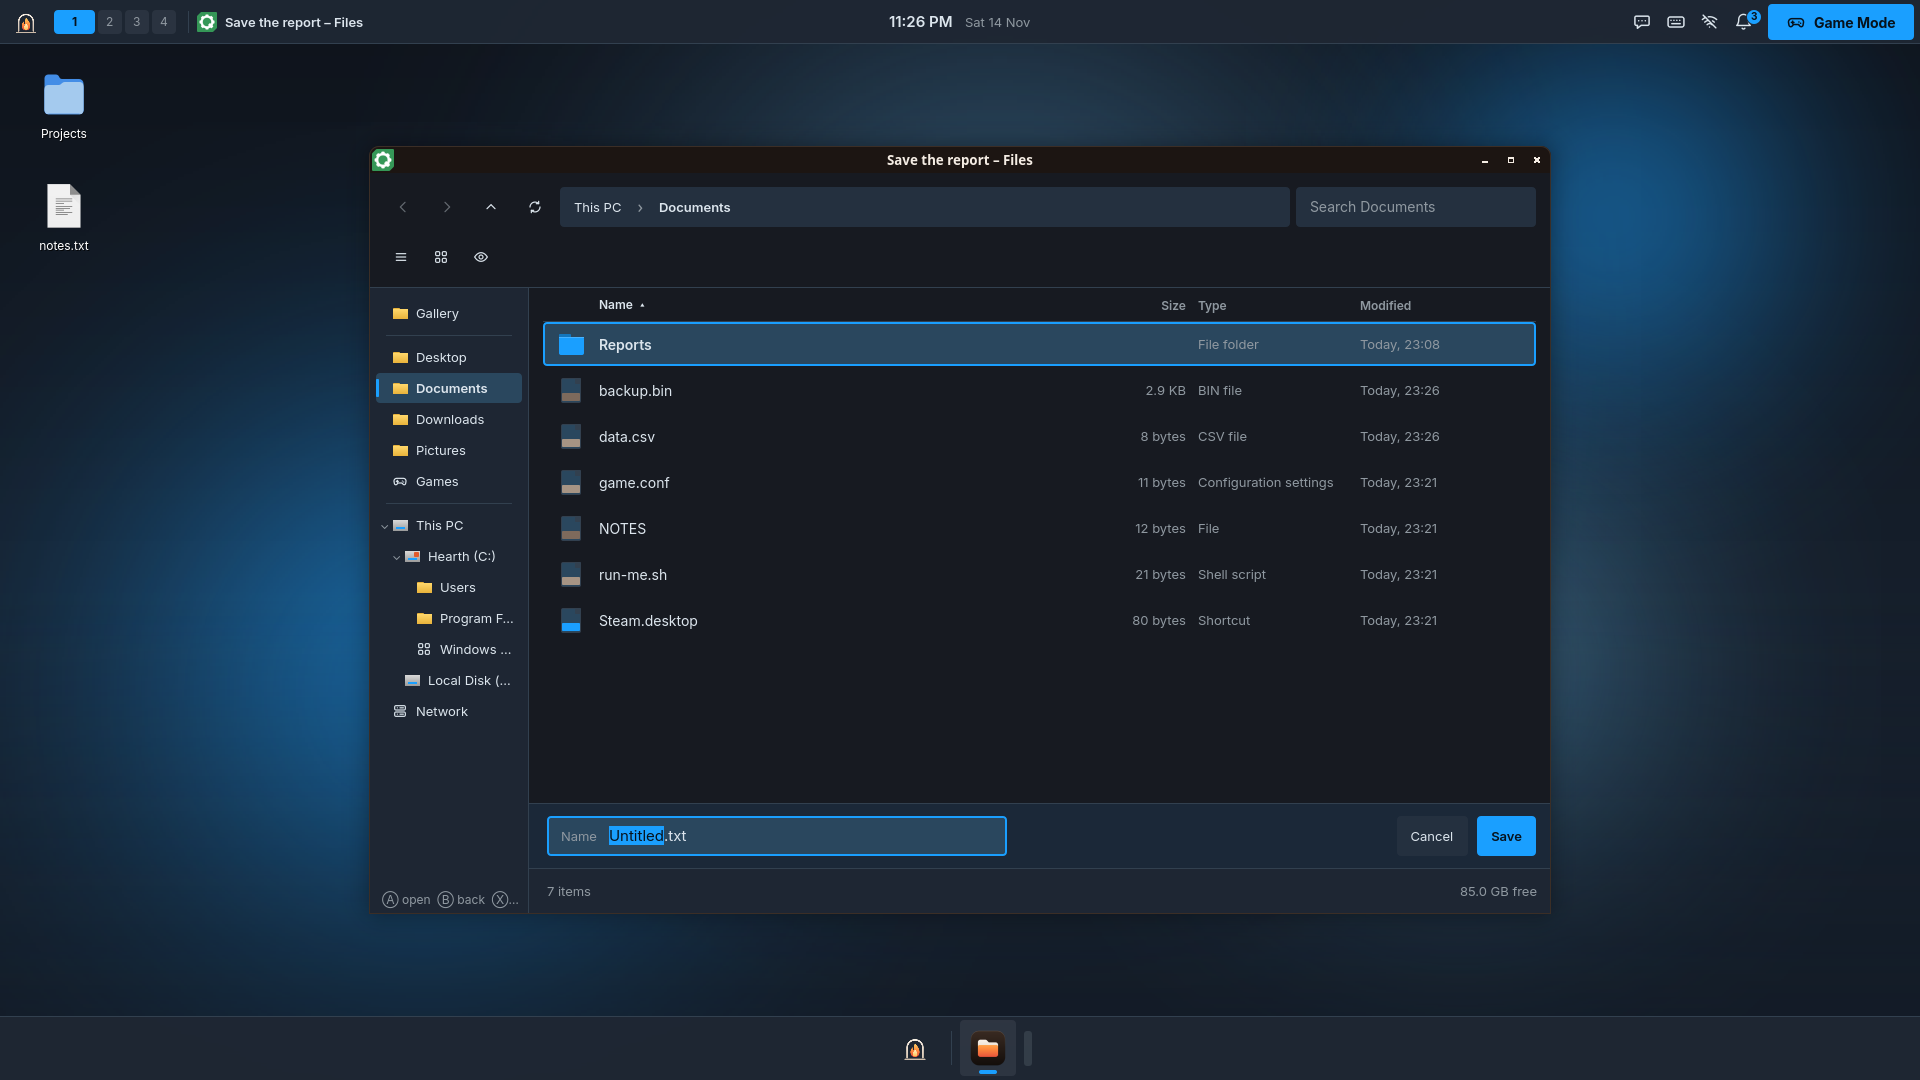 1 2 3 4 Save the report – Files 11:26 PM Sat 14 Nov 3 Game Mode
Projects
notes.txt
Save the report – Files
This PC › Documents Search Documents
Gallery
Desktop
Documents
Downloads
Pictures
Games
This PC
Hearth (C:)
Users
Program F...
Windows ...
Local Disk (...
Network
A open B back X...
Name Size Type Modified
Reports File folder Today, 23:08
backup.bin 2.9 KB BIN file Today, 23:26
data.csv 8 bytes CSV file Today, 23:26
game.conf 11 bytes Configuration settings Today, 23:21
NOTES 12 bytes File Today, 23:21
run-me.sh 21 bytes Shell script Today, 23:21
Steam.desktop 80 bytes Shortcut Today, 23:21
Name Untitled.txt Cancel Save
7 items 85.0 GB free